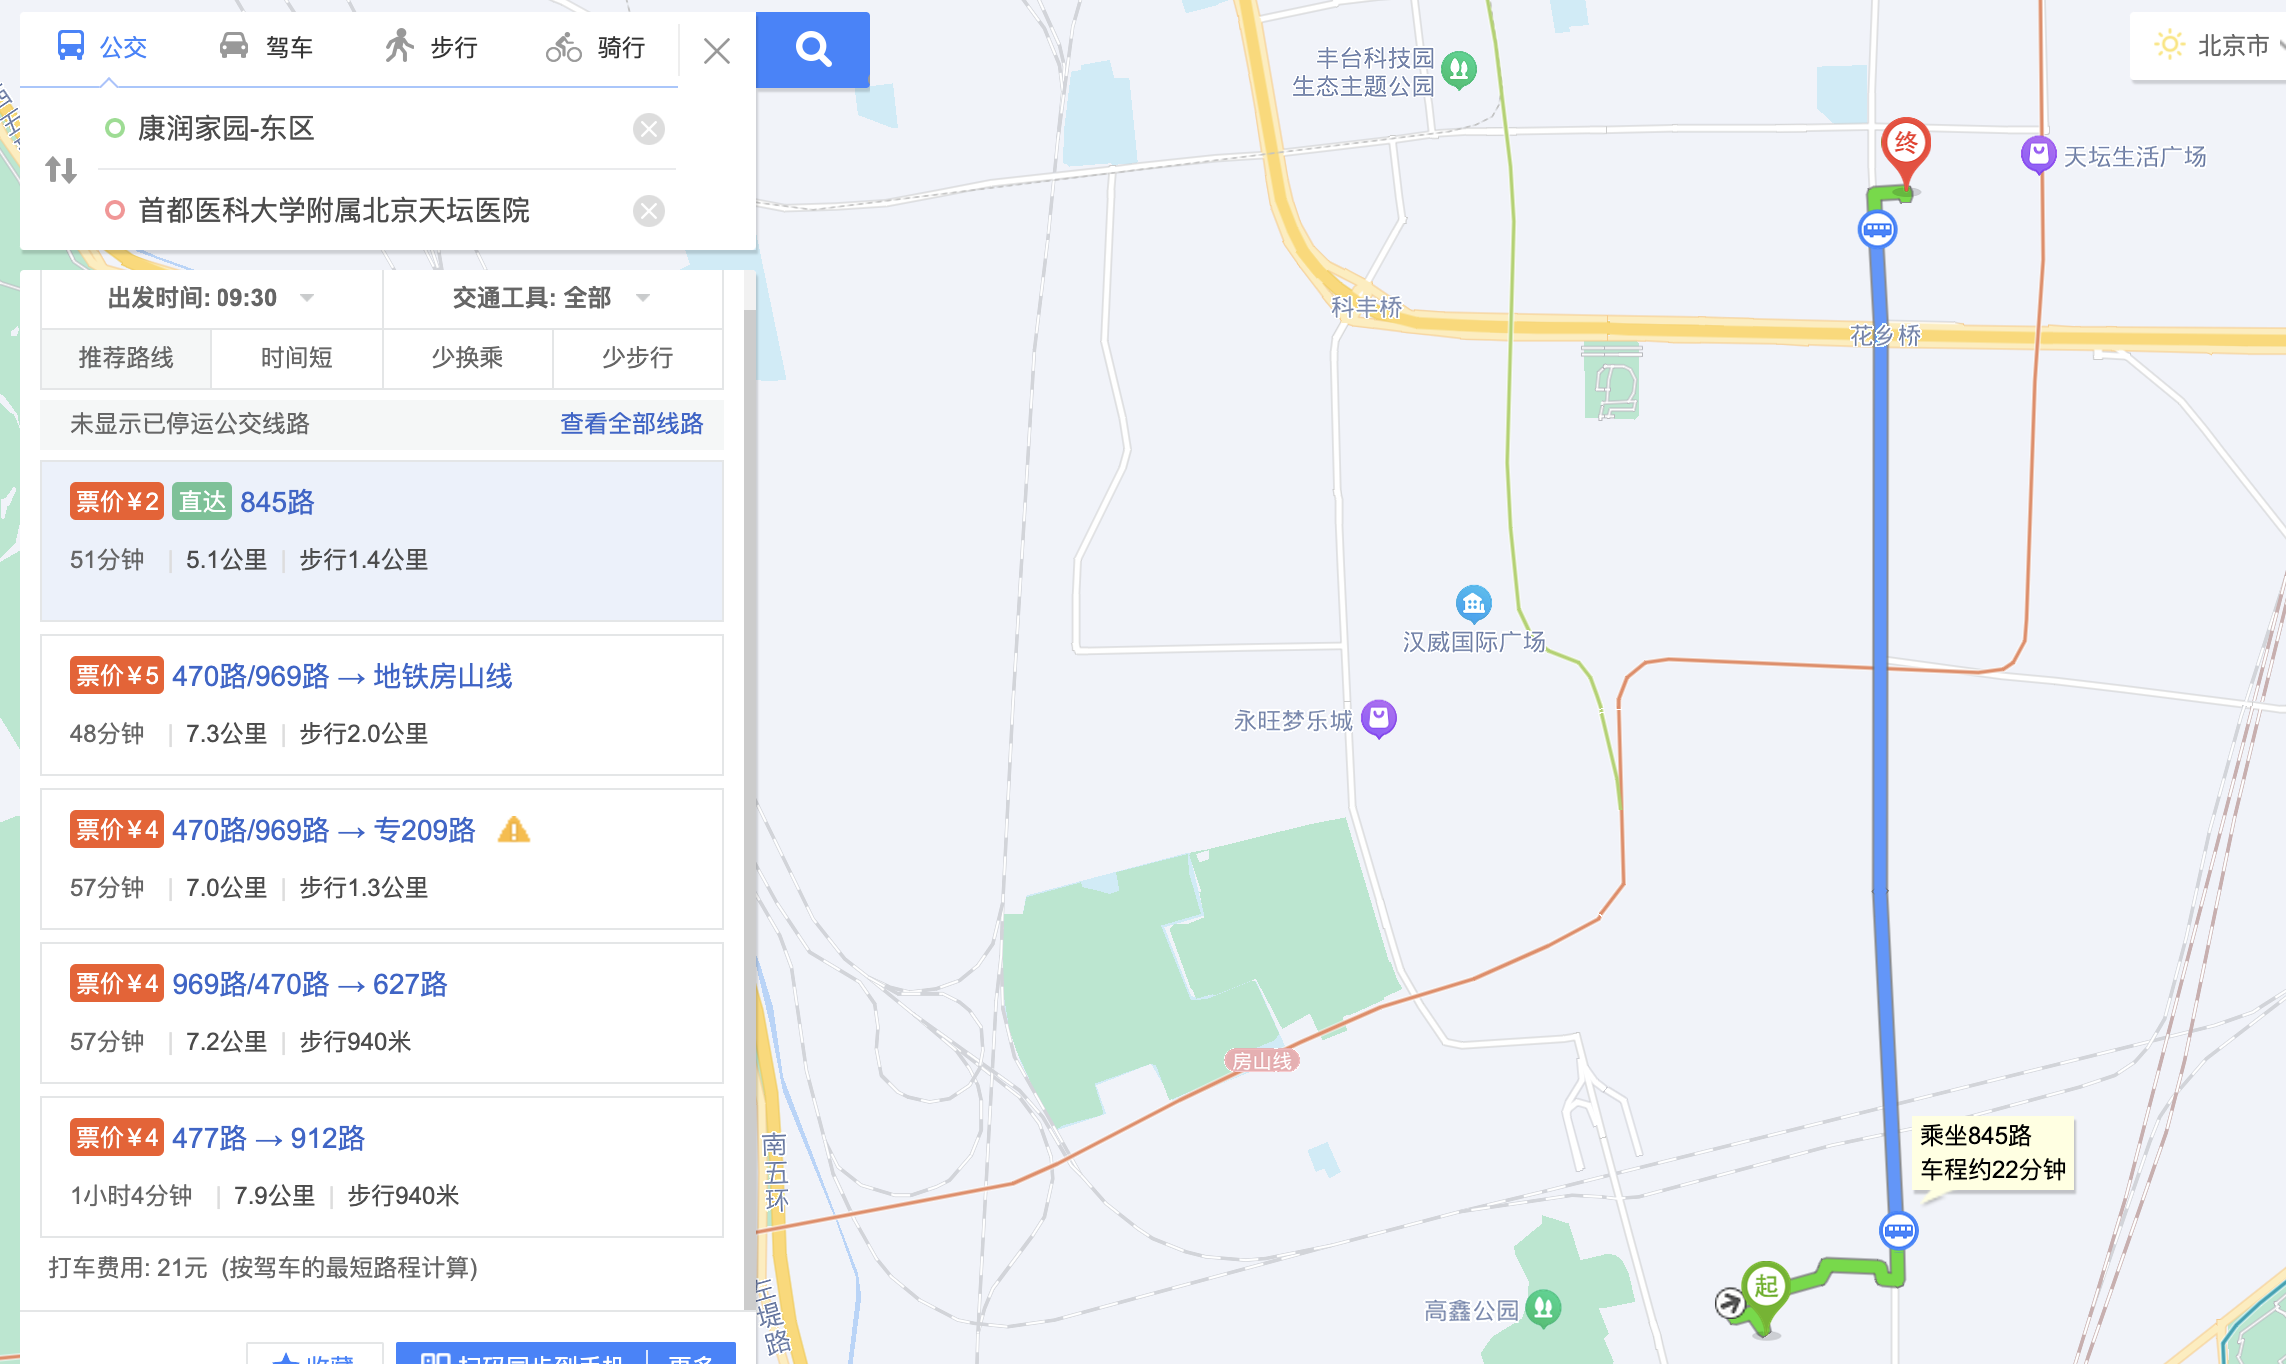 公交
驾车
步行
骑行
康润家园-东区
首都医科大学附属北京天坛医院
出发时间: 09:30
交通工具: 全部
推荐路线
时间短
少换乘
少步行
未显示已停运公交线路
查看全部线路
票价¥2 直达 845路
51分钟 | 5.1公里 | 步行1.4公里
票价¥5 470路/969路 → 地铁房山线
48分钟 | 7.3公里 | 步行2.0公里
票价¥4 470路/969路 → 专209路
57分钟 | 7.0公里 | 步行1.3公里
票价¥4 969路/470路 → 627路
57分钟 | 7.2公里 | 步行940米
票价¥4 477路 → 912路
1小时4分钟 | 7.9公里 | 步行940米
打车费用: 21元 (按驾车的最短路程计算)
收藏
扫码同步到手机
更多
北京市
丰台科技园
生态主题公园
终
天坛生活广场
科丰桥
花乡桥
汉威国际广场
永旺梦乐城
房山线
南五环
乘坐845路
车程约22分钟
起
高鑫公园
堤路